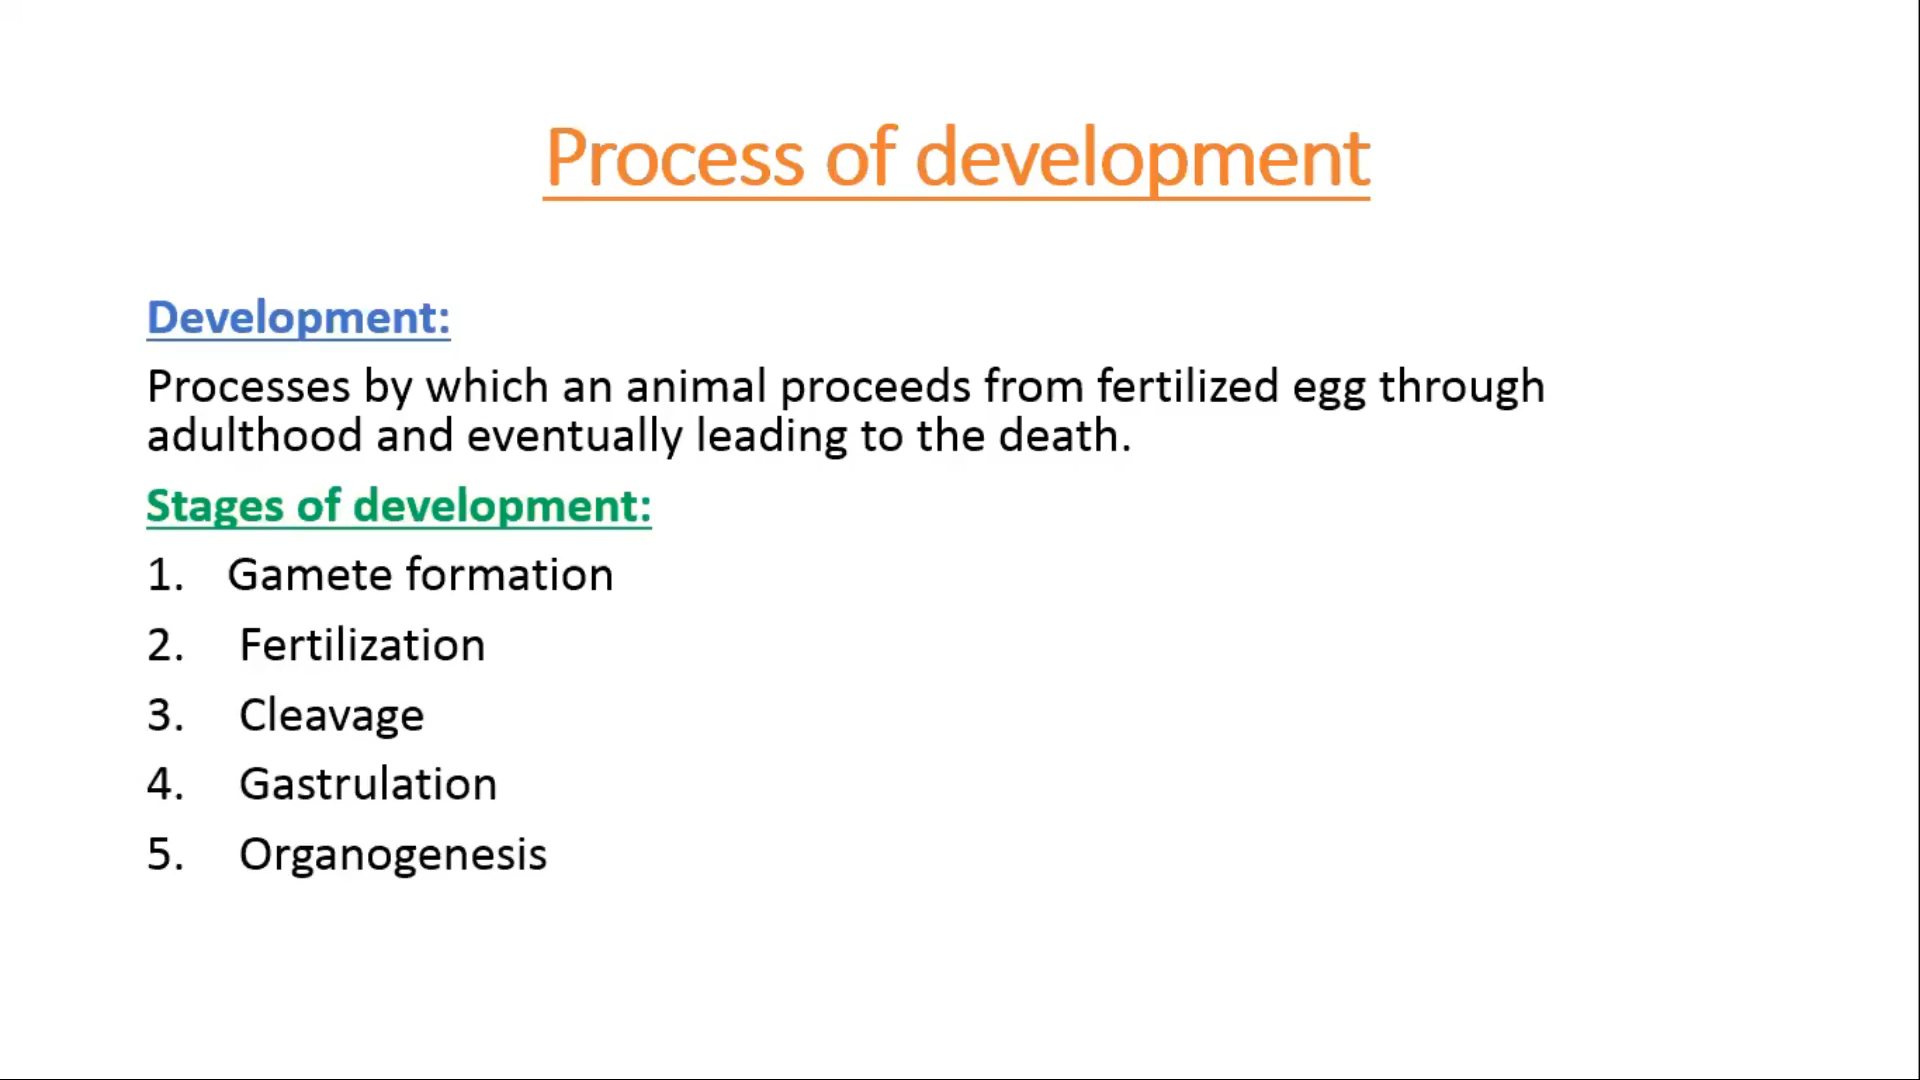 Process of development
Development:
Processes by which an animal proceeds from fertilized egg through
adulthood and eventually leading to the death.
Stages of development:
1. Gamete formation
2. Fertilization
3. Cleavage
4. Gastrulation
5. Organogenesis